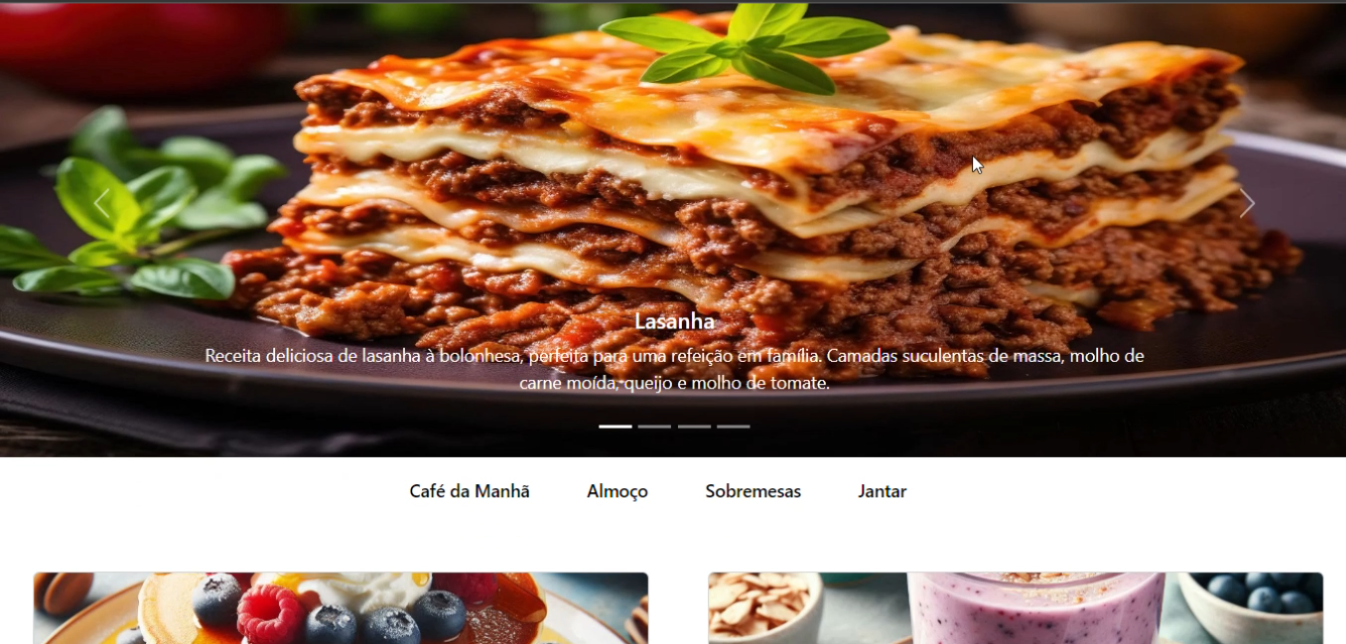 Lasanha
Receita deliciosa de lasanha à bolonhesa, perfeita para uma refeição em família. Camadas suculentas de massa, molho de
carne moída, queijo e molho de tomate.
Café da Manhã
Almoço
Sobremesas
Jantar